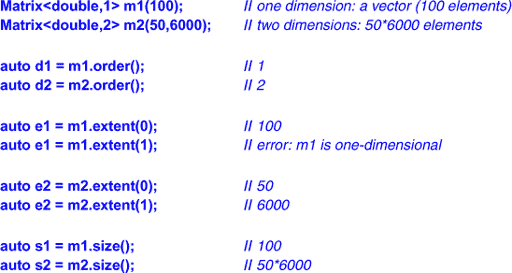 Matrix<double,1> m1(100); // one dimension: a vector (100 elements)
Matrix<double,2> m2(50,6000); // two dimensions: 50*6000 elements
auto d1 = m1.order(); // 1
auto d2 = m2.order(); // 2
auto e1 = m1.extent(0); // 100
auto e1 = m1.extent(1); // error: m1 is one-dimensional
auto e2 = m2.extent(0); // 50
auto e2 = m2.extent(1); // 6000
auto s1 = m1.size(); // 100
auto s2 = m2.size(); // 50*6000